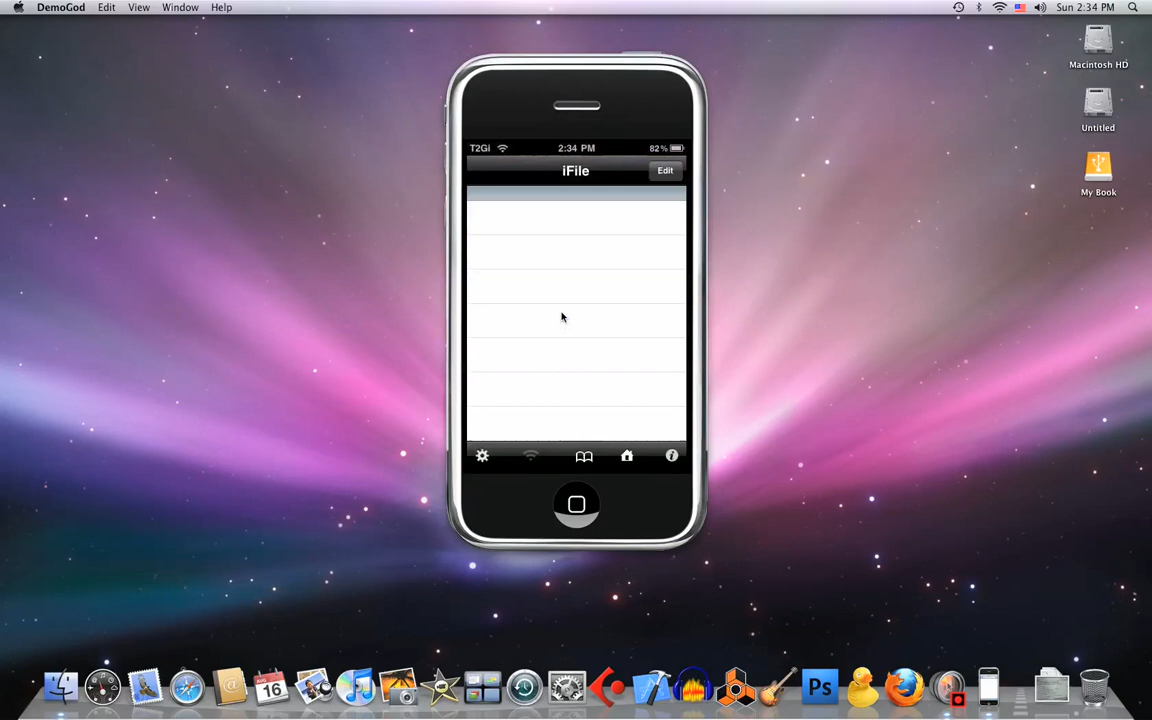 DemoGod Edit View Window Help Sun 2:34 PM
Macintosh HD
Untitled
My Book
T2Gi 2:34 PM 82%
iFile Edit
AUG
16
Ps